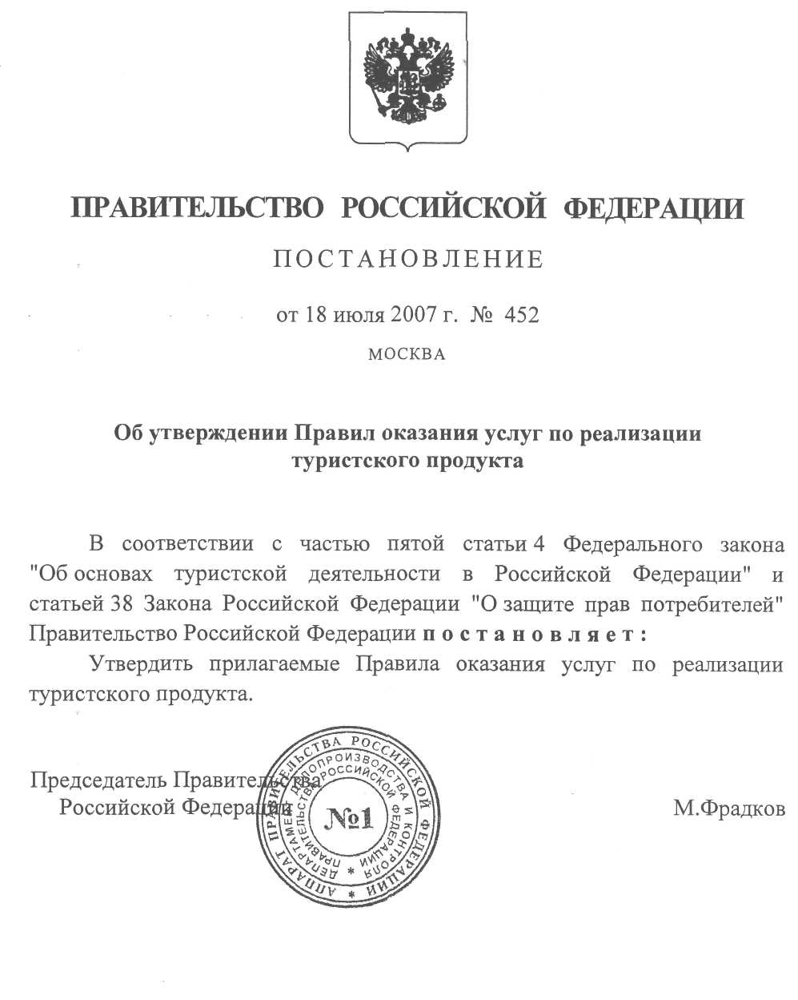 ПРАВИТЕЛЬСТВО РОССИЙСКОЙ ФЕДЕРАЦИИ
ПОСТАНОВЛЕНИЕ
от 18 июля 2007 г. № 452
МОСКВА
Об утверждении Правил оказания услуг по реализации
туристского продукта
В соответствии с частью пятой статьи 4 Федерального закона
"Об основах туристской деятельности в Российской Федерации" и
статьей 38 Закона Российской Федерации "О защите прав потребителей"
Правительство Российской Федерации постановляет:
Утвердить прилагаемые Правила оказания услуг по реализации
туристского продукта.
Председатель Правительства
Российской Федерации
М.Фрадков
АППАРАТ ПРАВИТЕЛЬСТВА РОССИЙСКОЙ ФЕДЕРАЦИИ *
ДЕПАРТАМЕНТ ДЕЛОПРОИЗВОДСТВА И КОНТРОЛЯ *
ПРАВИТЕЛЬСТВА РОССИЙСКОЙ ФЕДЕРАЦИИ
№1